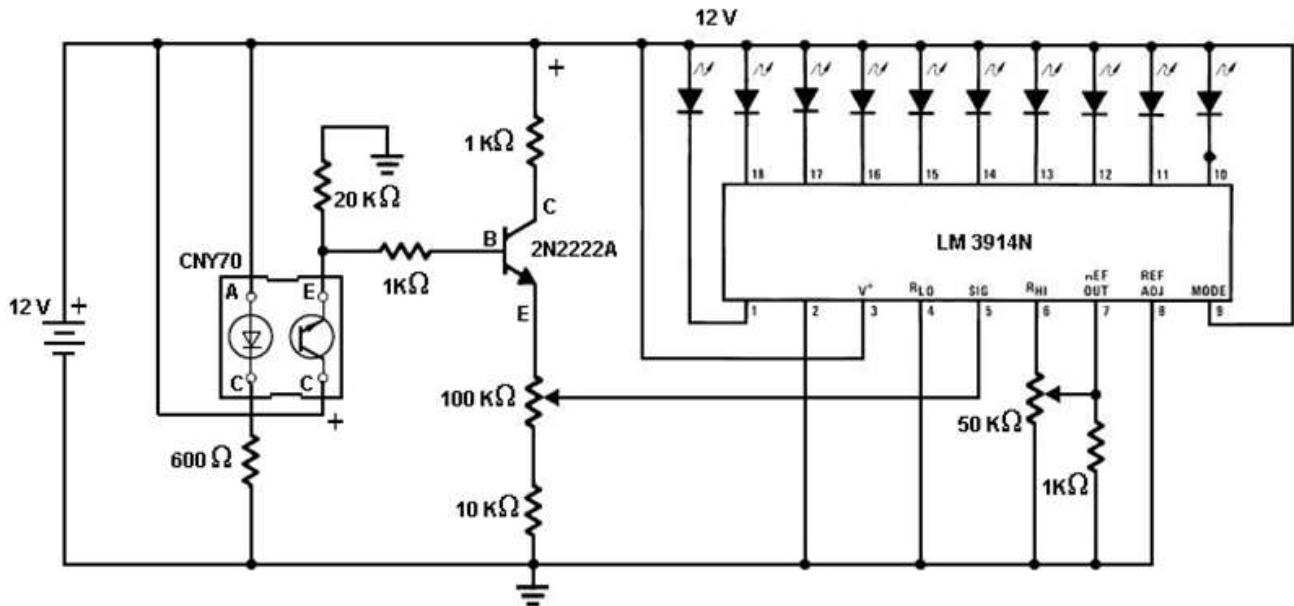 12 V
+
1 KΩ
20 KΩ
C
18 17 16 15 14 13 12 11 10
B
2N2222A
LM 3914N
CNY70
1KΩ
A E
E
V+ RLO SIG RHI nEF OUT REF ADJ MODE
12 V +
1 2 3 4 5 6 7 8 9
C C
100 KΩ
+
50 KΩ
600 Ω
1KΩ
10 KΩ